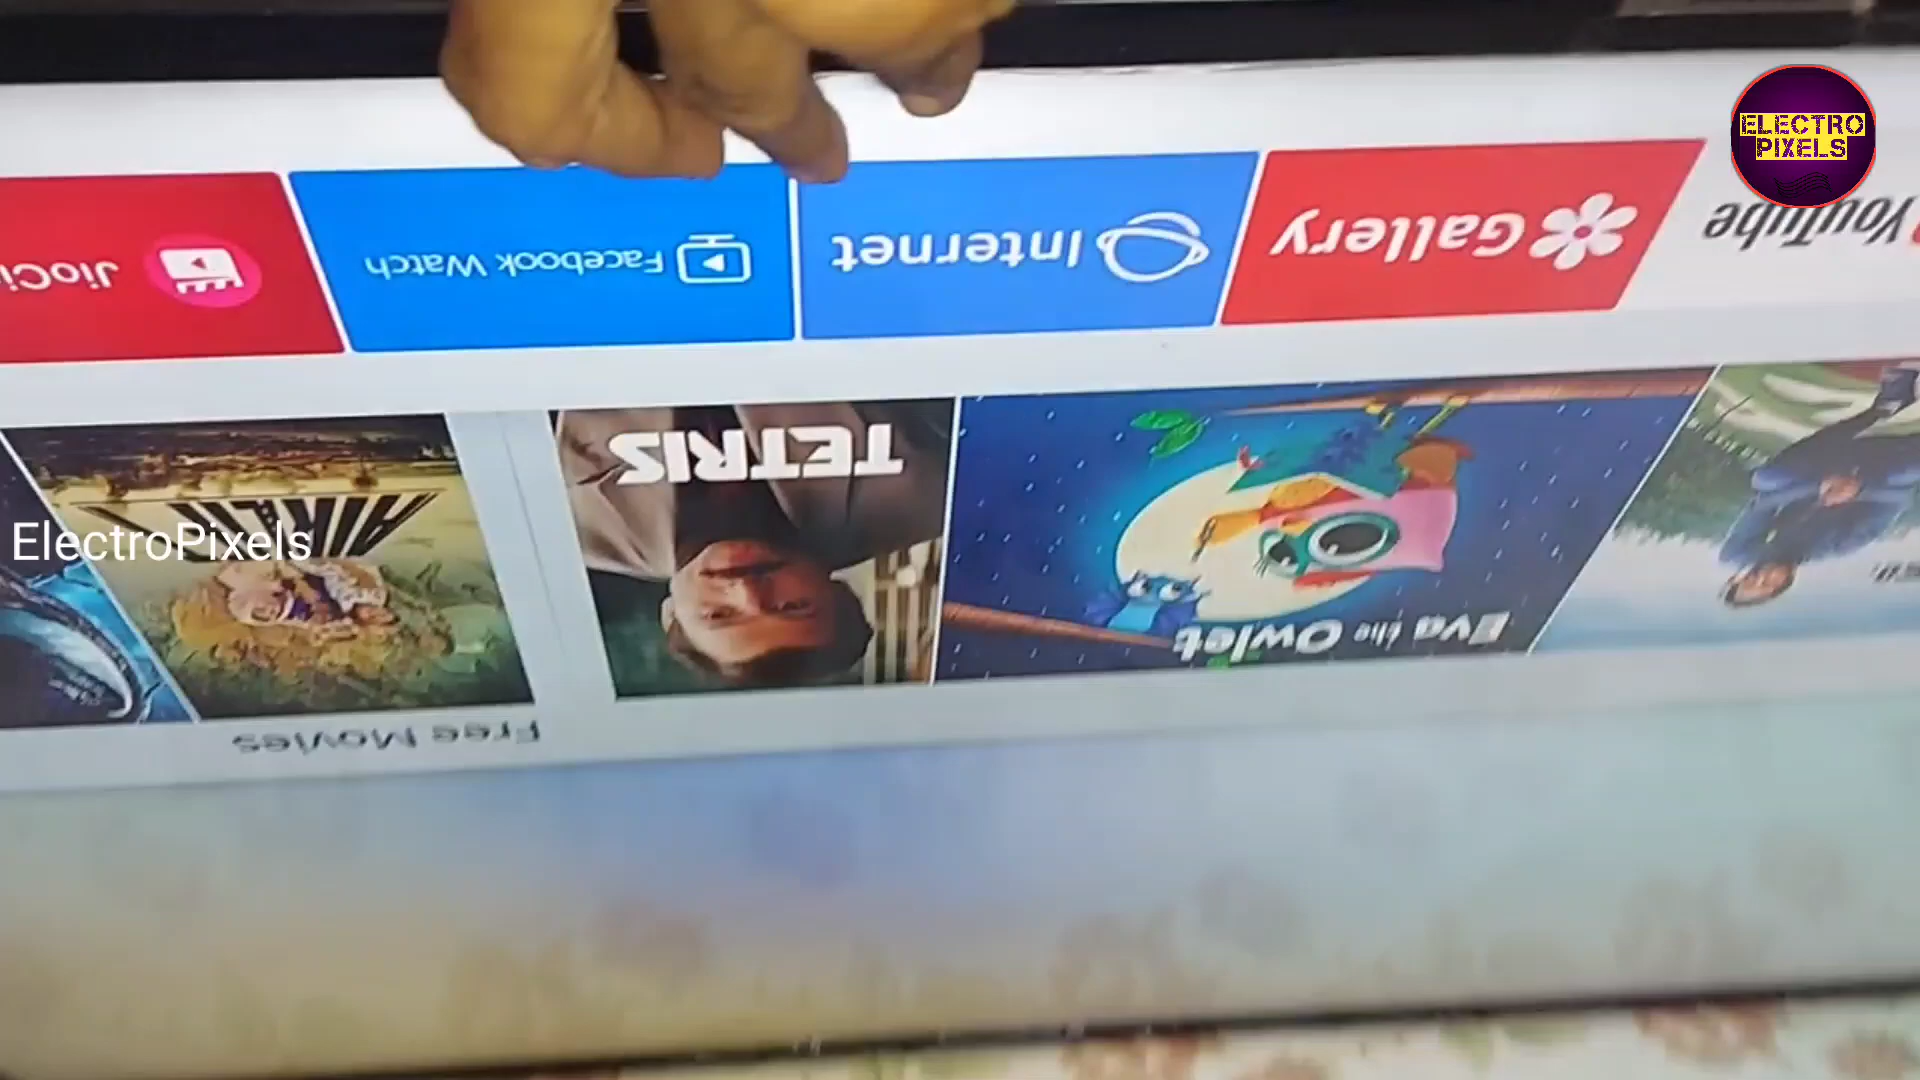 ELECTRO
PIXELS
YouTube
Gallery
Internet
Facebook Watch
JioCi
TETRIS
Eva the Owlet
ElectroPixels
Free Movies